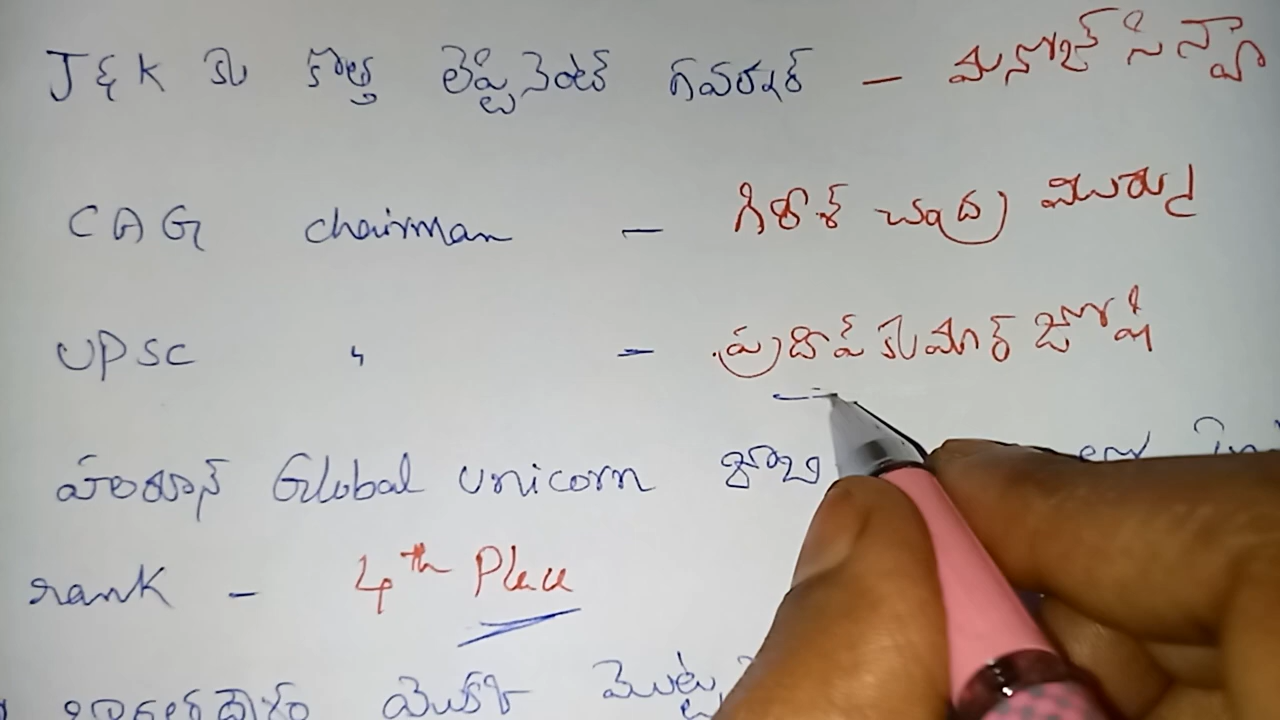 J&K కు కొత్త లెఫ్టినెంట్ గవర్నర్ – మనోజ్ సిన్హా
CAG chairman – గిరీశ్ చంద్ర ముర్ము
UPSC " – ప్రదీప్ కుమార్ జోషి
హురూన్ Global unicorn జాబి
rank – 4th Place